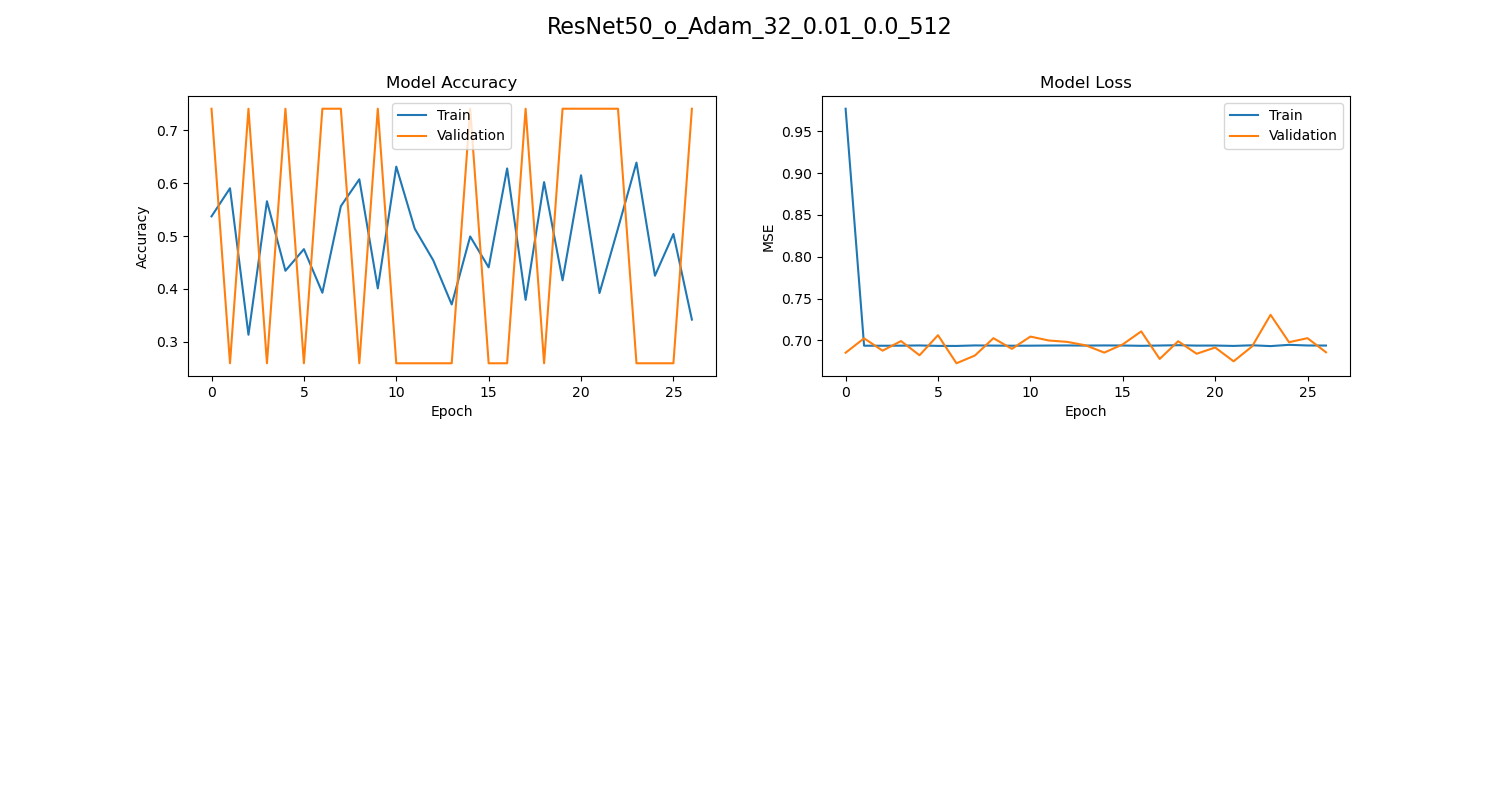 ResNet50_o_Adam_32_0.01_0.0_512
Model Accuracy
Train
Validation
0.7
0.6
0.5
0.4
0.3
Accuracy
0 5 10 15 20 25
Epoch
Model Loss
Train
Validation
0.95
0.90
0.85
0.80
0.75
0.70
MSE
0 5 10 15 20 25
Epoch